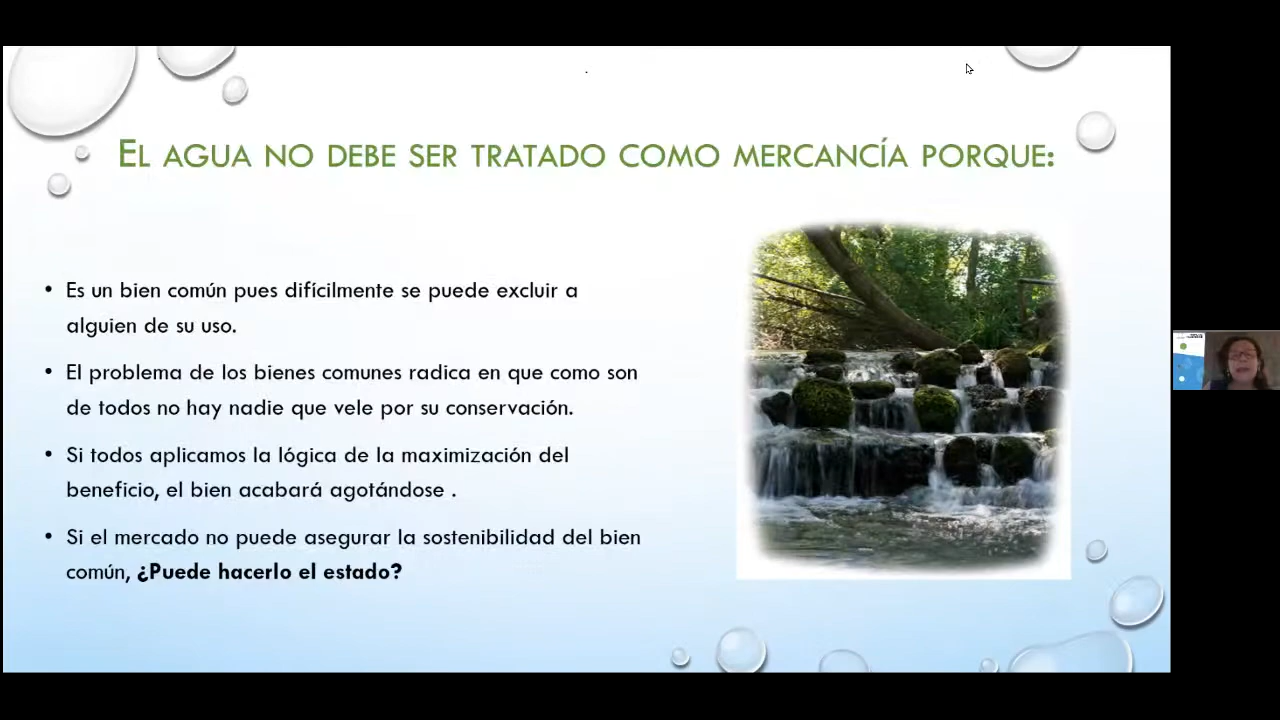 EL AGUA NO DEBE SER TRATADO COMO MERCANCÍA PORQUE:
• Es un bien común pues difícilmente se puede excluir a
alguien de su uso.
• El problema de los bienes comunes radica en que como son
de todos no hay nadie que vele por su conservación.
• Si todos aplicamos la lógica de la maximización del
beneficio, el bien acabará agotándose .
• Si el mercado no puede asegurar la sostenibilidad del bien
común, ¿Puede hacerlo el estado?